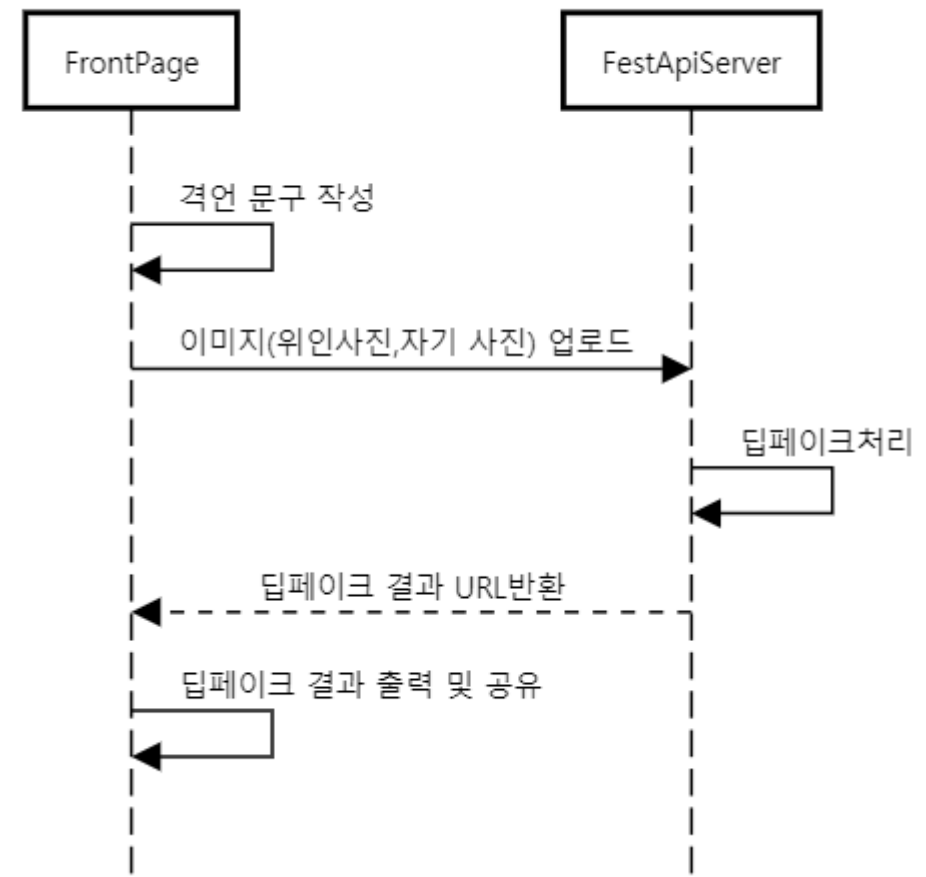 FrontPage
FestApiServer
격언 문구 작성
이미지(위인사진,자기 사진) 업로드
딥페이크처리
딥페이크 결과 URL반환
딥페이크 결과 출력 및 공유